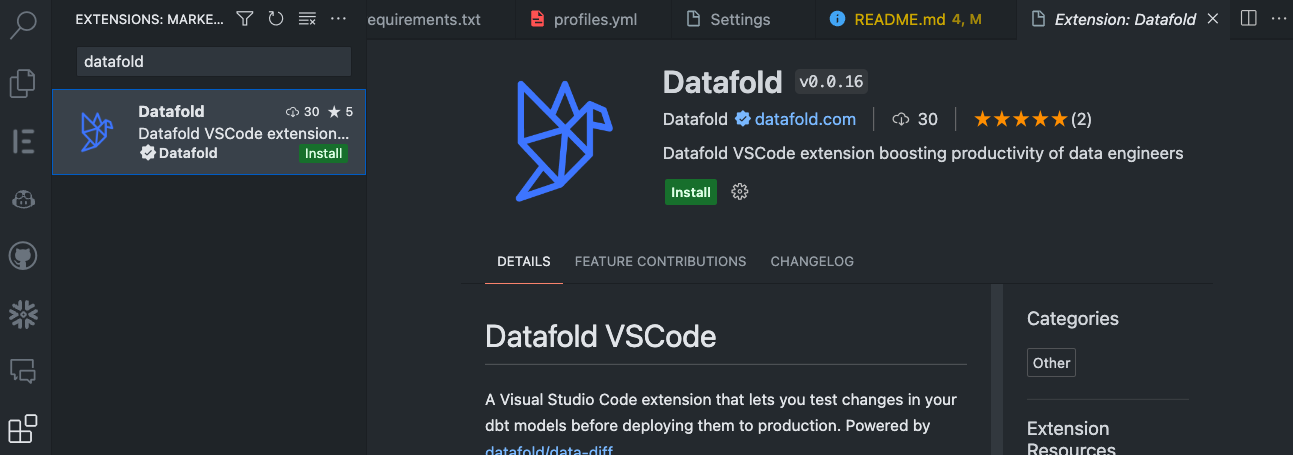 EXTENSIONS: MARKE...
datafold
Datafold 30 ★ 5
Datafold VSCode extension...
Datafold Install
equirements.txt profiles.yml Settings README.md 4, M Extension: Datafold
Datafold v0.0.16
Datafold datafold.com 30 ★★★★★(2)
Datafold VSCode extension boosting productivity of data engineers
Install
DETAILS FEATURE CONTRIBUTIONS CHANGELOG
Datafold VSCode
A Visual Studio Code extension that lets you test changes in your
dbt models before deploying them to production. Powered by
datafold/data-diff
Categories
Other
Extension
Resources